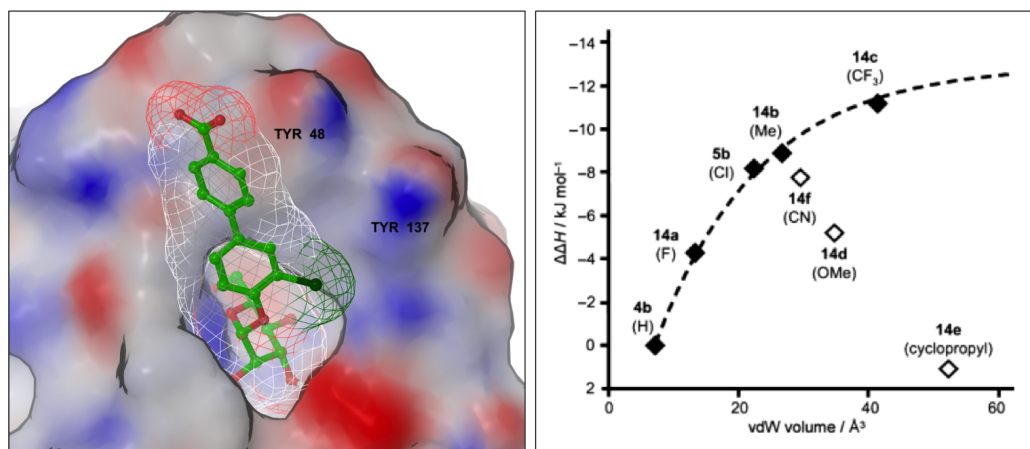 TYR 48
TYR 137
ΔΔH / kJ mol⁻¹
−14
−12
−10
−8
−6
−4
−2
0
2
14c
(CF₃)
14b
(Me)
5b
(Cl)
14f
(CN)
14a
(F)
14d
(OMe)
4b
(H)
14e
(cyclopropyl)
0
20
40
60
vdW volume / Å³